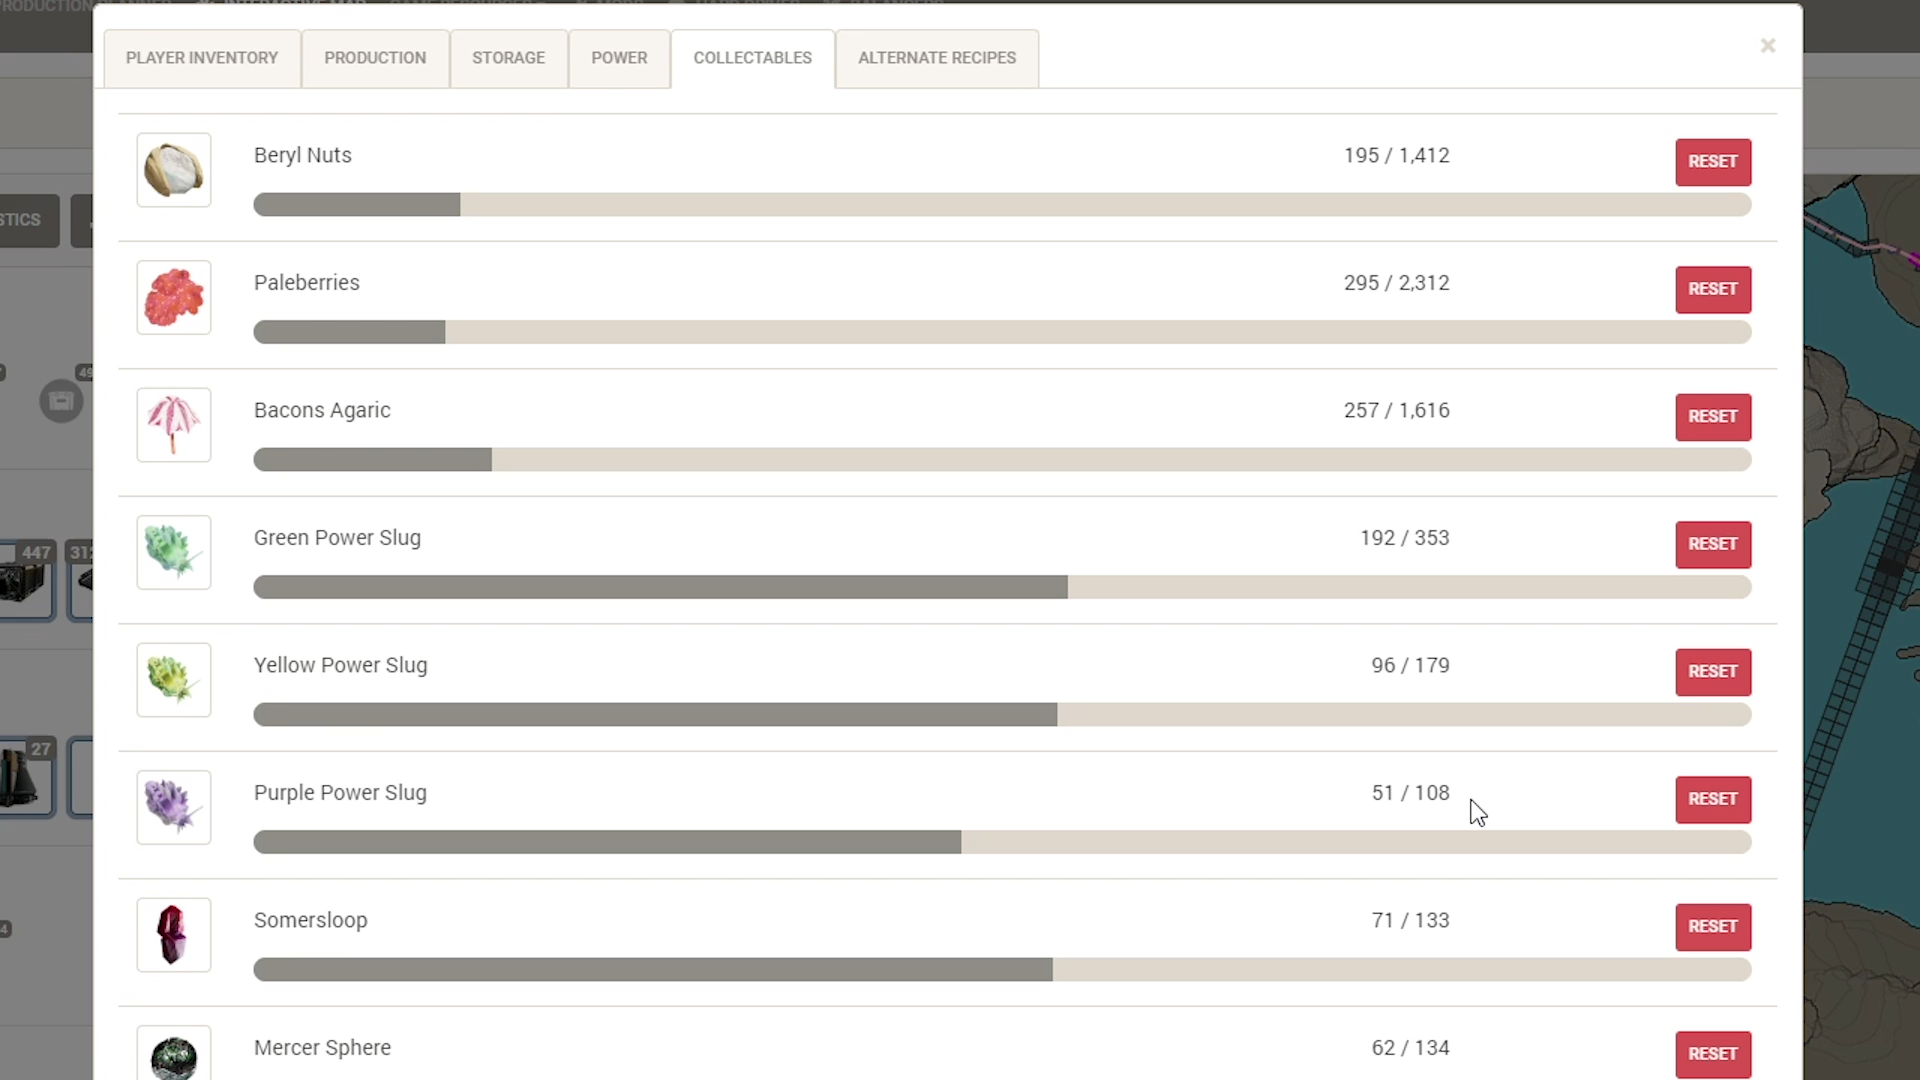 PLAYER INVENTORY
PRODUCTION
STORAGE
POWER
COLLECTABLES
ALTERNATE RECIPES
×
Beryl Nuts
195 / 1,412
RESET
Paleberries
295 / 2,312
RESET
Bacons Agaric
257 / 1,616
RESET
Green Power Slug
192 / 353
RESET
Yellow Power Slug
96 / 179
RESET
Purple Power Slug
51 / 108
RESET
Somersloop
71 / 133
RESET
Mercer Sphere
62 / 134
RESET
447
27